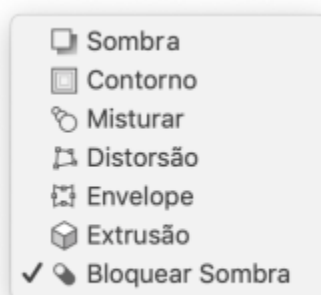 Sombra
Contorno
Misturar
Distorsão
Envelope
Extrusão
Bloquear Sombra